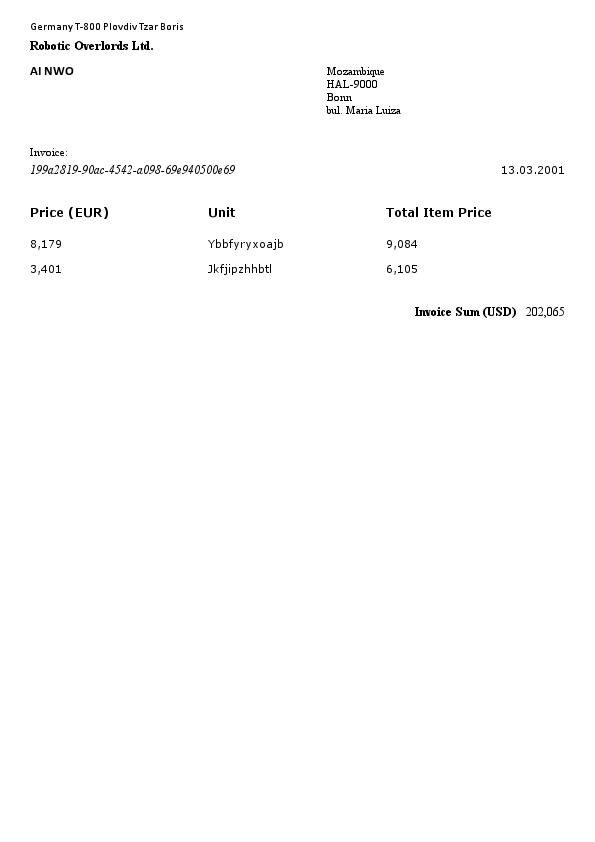 Germany T-800 Plovdiv Tzar Boris
Robotic Overlords Ltd.
AI NWO
Mozambique
HAL-9000
Bonn
bul. Maria Luiza
Invoice:
199a2819-90ac-4542-a098-69e940500e69 13.03.2001
Price (EUR) Unit Total Item Price
8,179 Ybbfyryxoajb 9,084
3,401 Jkfjipzhhbtl 6,105
Invoice Sum (USD) 202,065